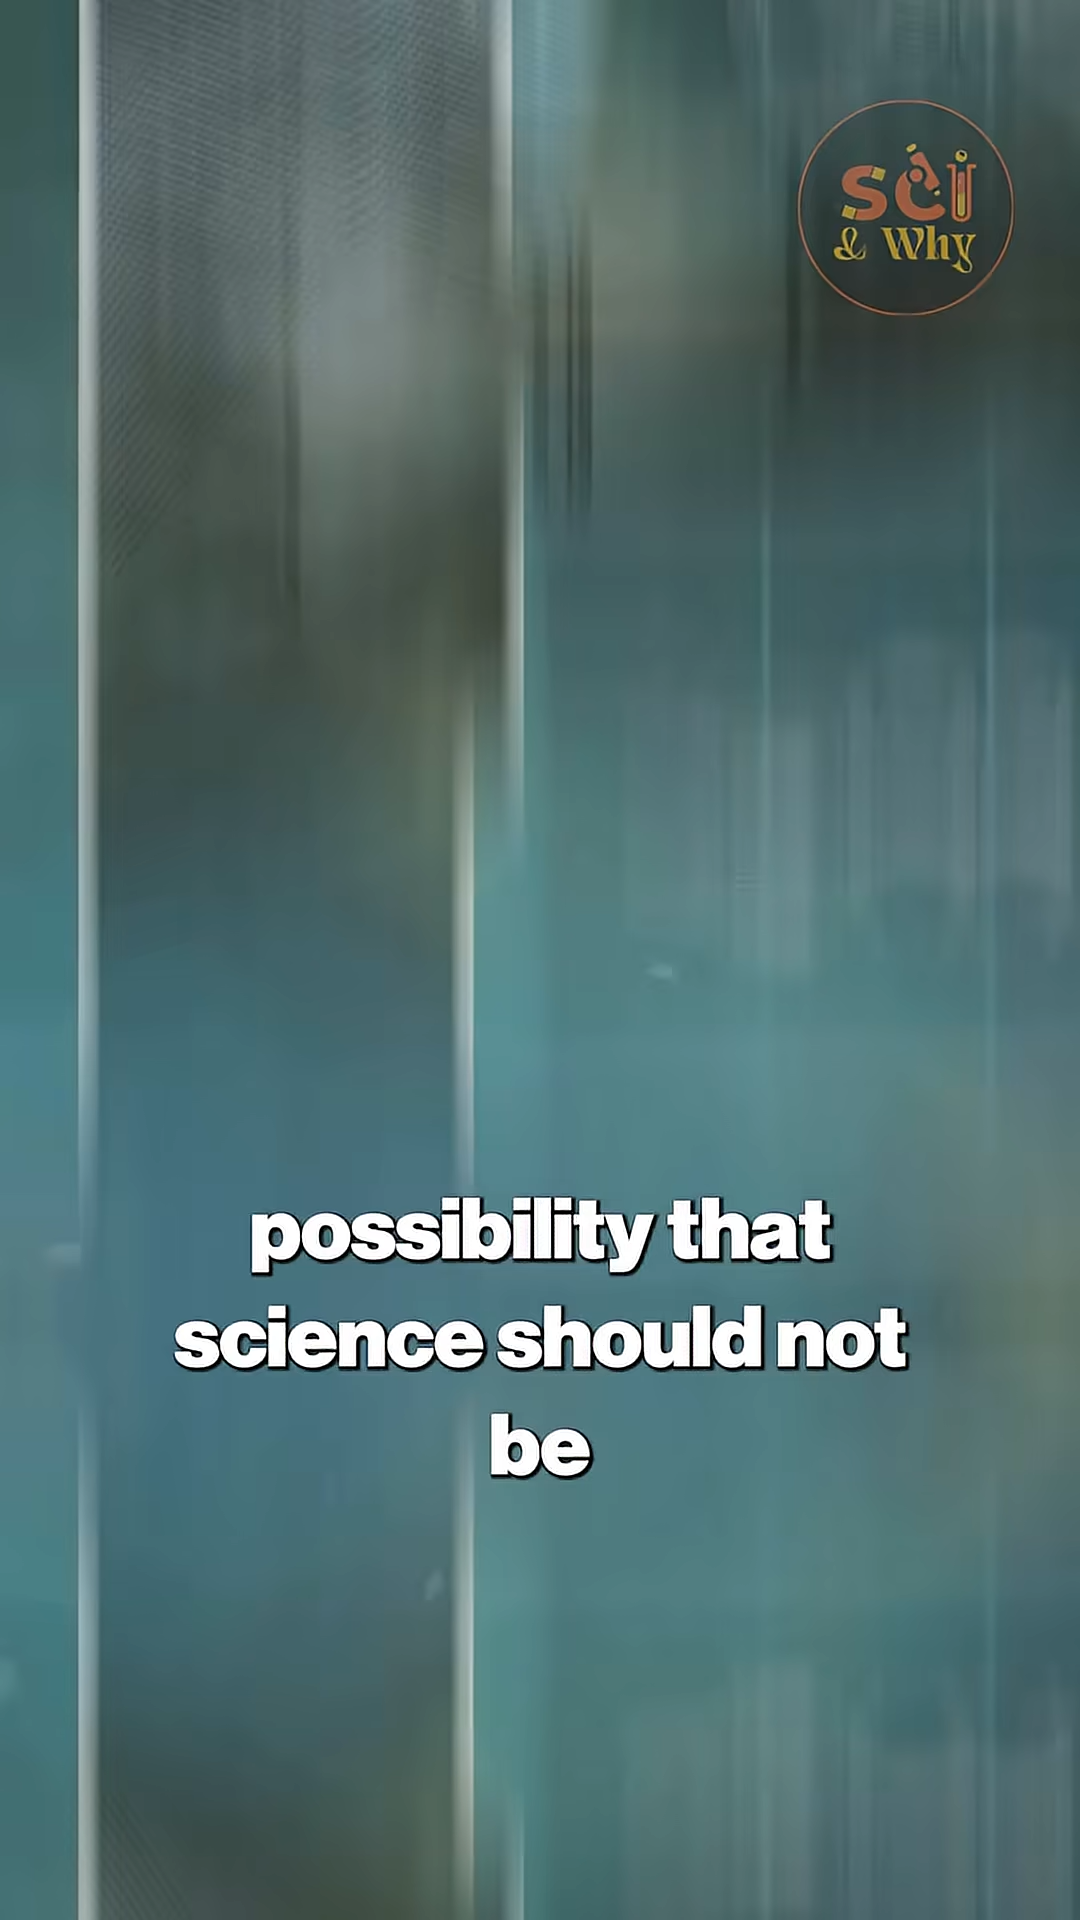 sci
& Why
possibility that
science should not
be